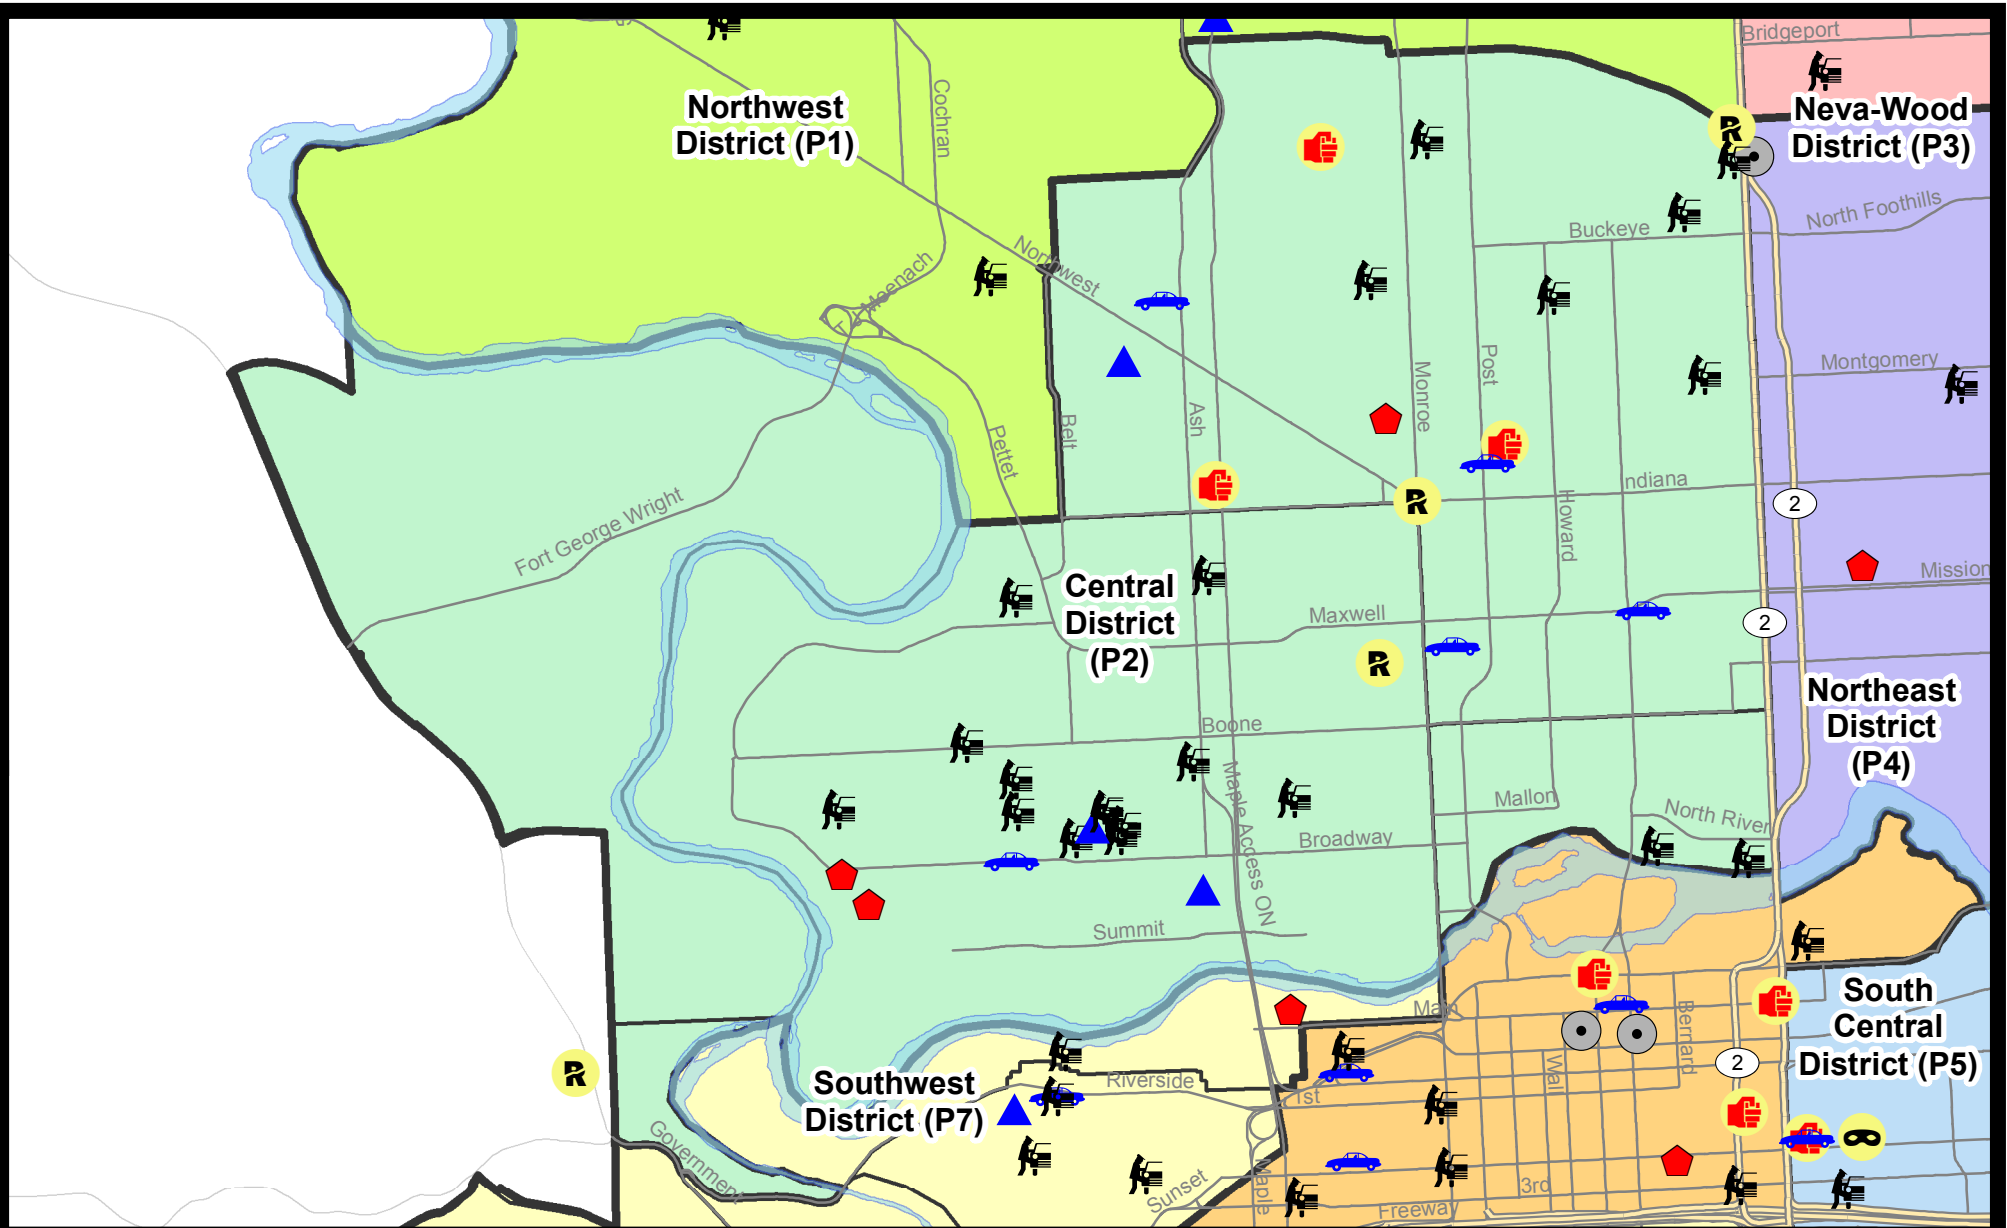 Bridgeport
Northwest
District (P1)
Cochran
Neva-Wood
District (P3)
R
North Foothills
Buckeye
Northwest
T J Meenach
Montgomery
Post
Monroe
Ash
Belt
Pettet
Indiana
R
2
Howard
Fort George Wright
Mission
Central
District
(P2)
Maxwell
2
R
Northeast
District
(P4)
Boone
Maple Access ON
Mallon
North River
Broadway
Summit
South
Central
District (P5)
Main
Bernard
Wall
2
R
Southwest
District (P7)
Riverside
1st
Government
Sunset
Maple
3rd
Freeway